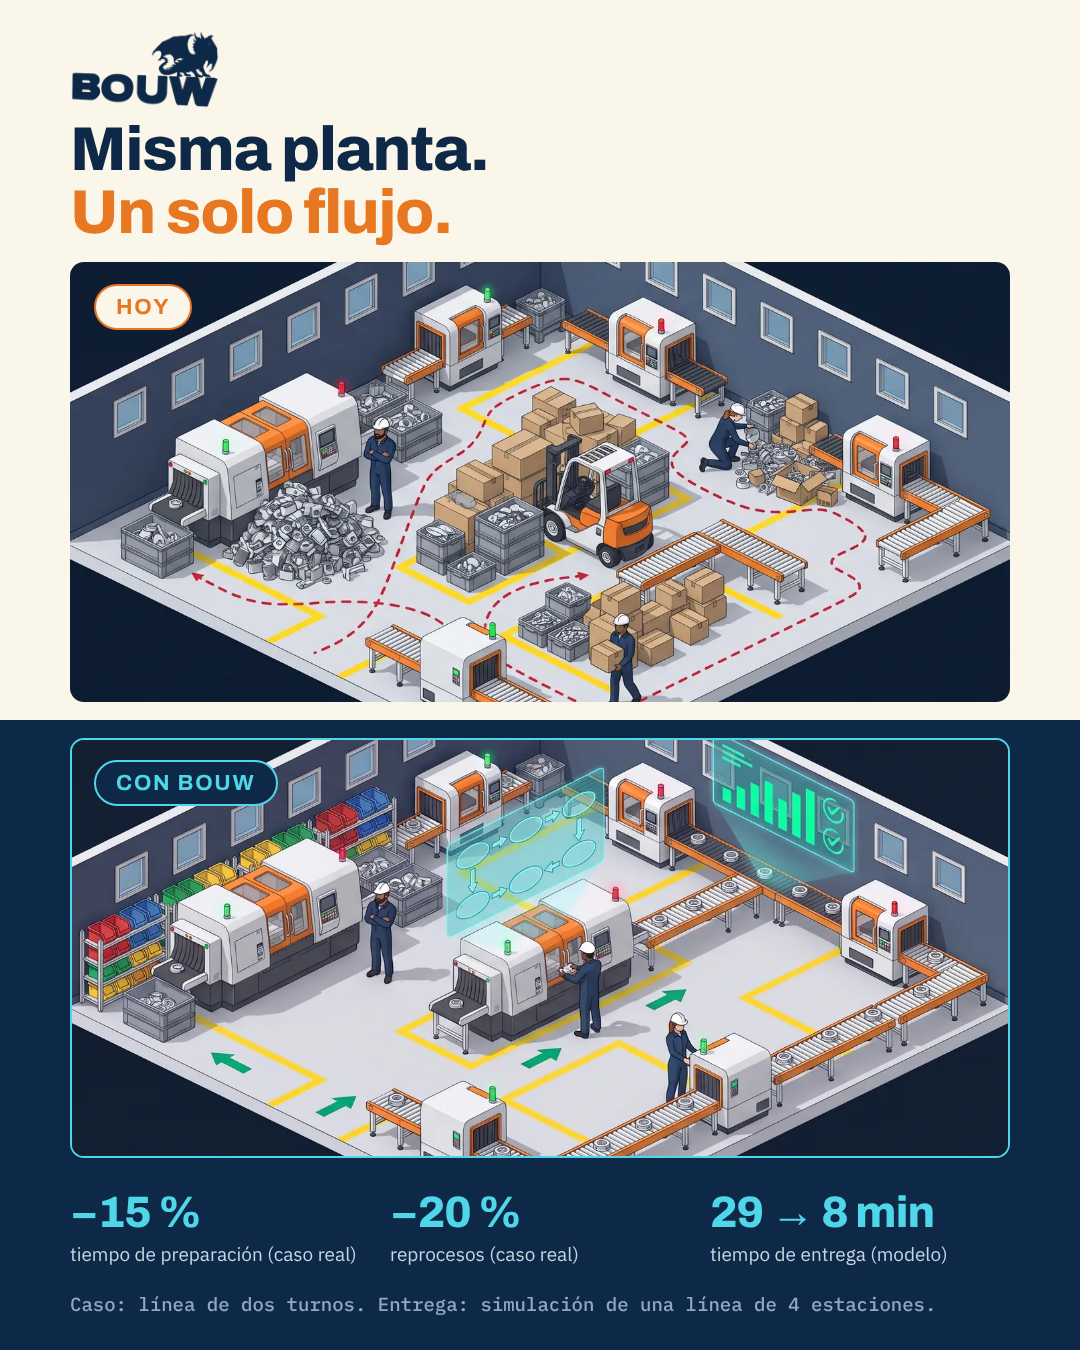 BOUW
Misma planta.
Un solo flujo.
HOY
CON BOUW
–15 %
tiempo de preparación (caso real)
–20 %
reprocesos (caso real)
29 → 8 min
tiempo de entrega (modelo)
Caso: línea de dos turnos. Entrega: simulación de una línea de 4 estaciones.